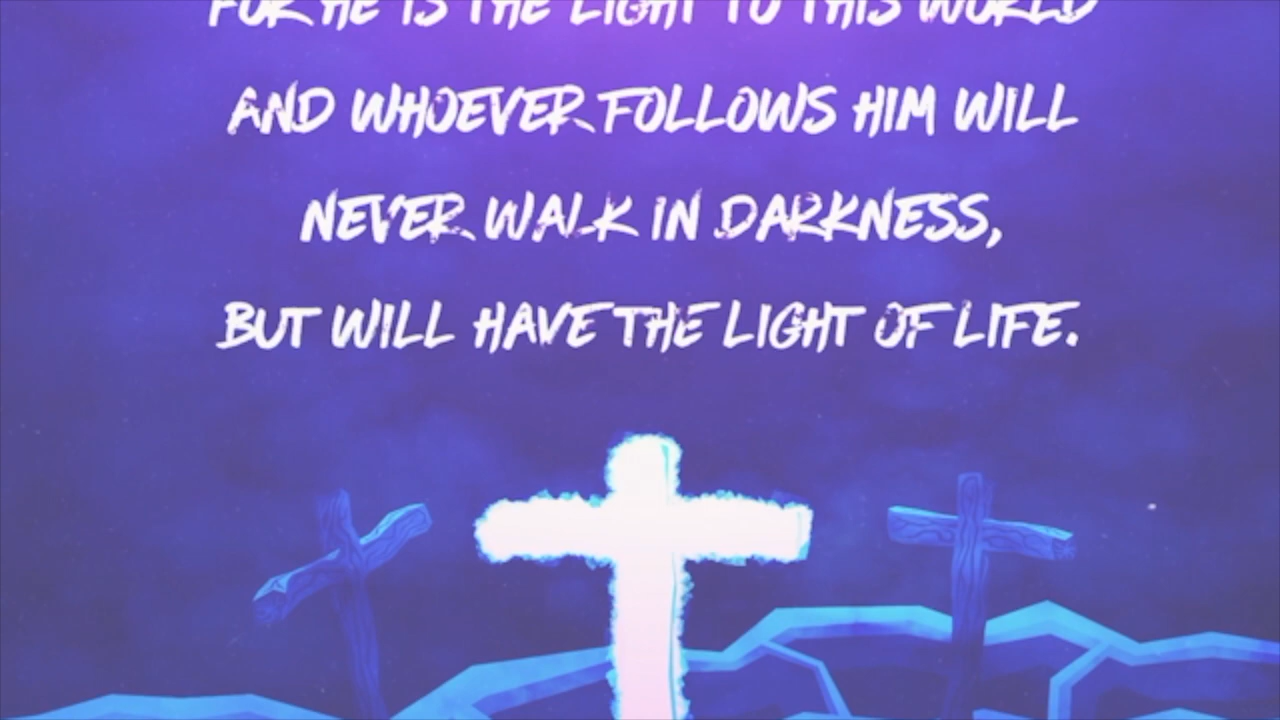 FOR HE IS THE LIGHT TO THIS WORLD
AND WHOEVER FOLLOWS HIM WILL
NEVER WALK IN DARKNESS,
BUT WILL HAVE THE LIGHT OF LIFE.